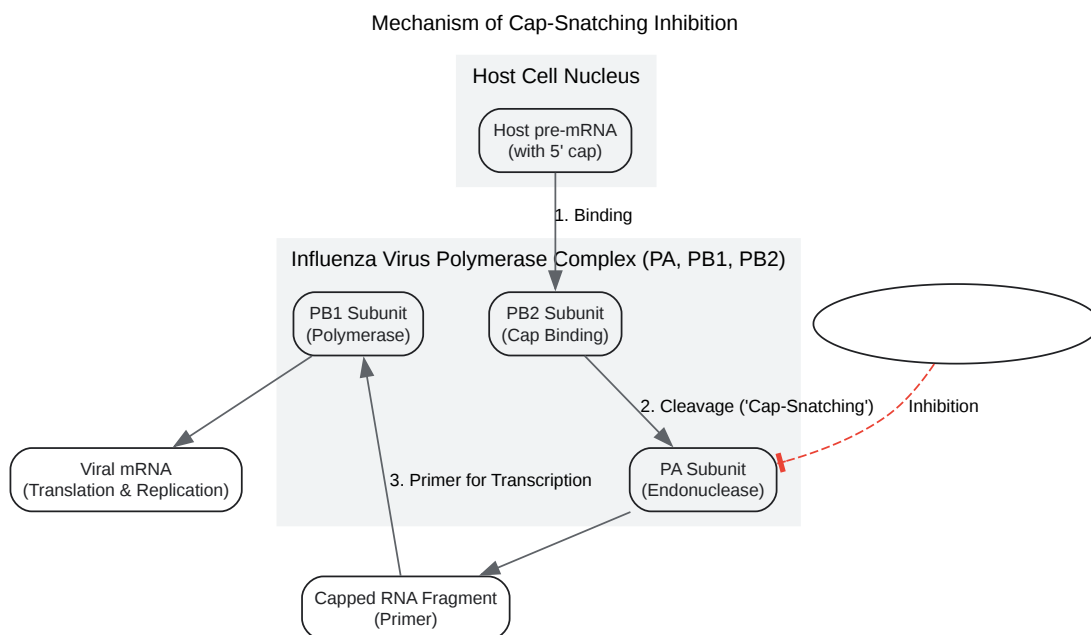 Mechanism of Cap-Snatching Inhibition
Host Cell Nucleus
Host pre-mRNA
(with 5' cap)
1. Binding
Influenza Virus Polymerase Complex (PA, PB1, PB2)
PB1 Subunit
(Polymerase)
PB2 Subunit
(Cap Binding)
2. Cleavage ('Cap-Snatching')
Inhibition
Viral mRNA
(Translation & Replication)
3. Primer for Transcription
PA Subunit
(Endonuclease)
Capped RNA Fragment
(Primer)